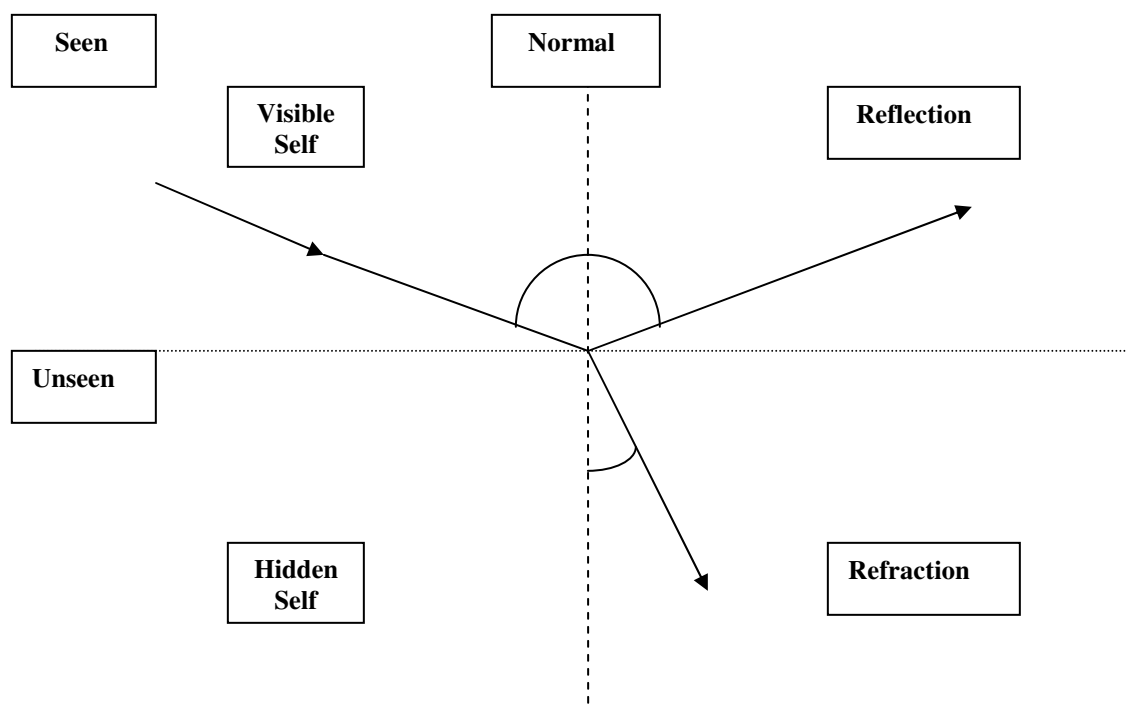 Seen
Normal
Visible
Self
Reflection
Unseen
Hidden
Self
Refraction